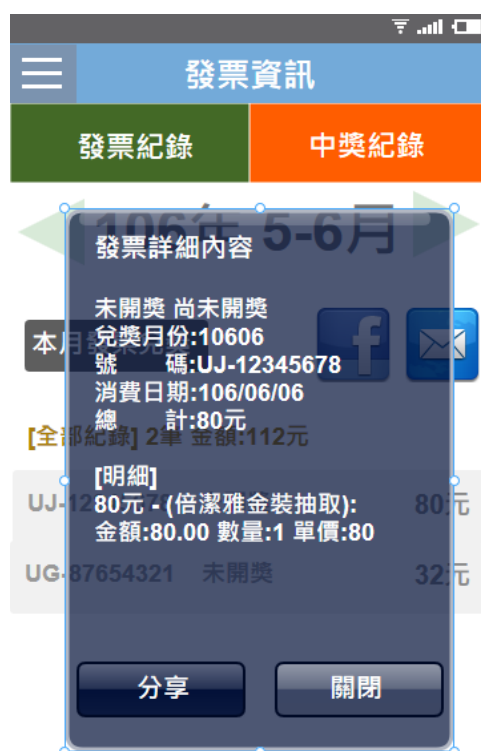 發票資訊
發票紀錄 中獎紀錄
106年 5-6月
發票詳細內容
未開獎 尚未開獎
兌獎月份:10606
本月發票兌獎
號 碼:UJ-12345678
消費日期:106/06/06
總 計:80元
[全部紀錄] 2筆 金額:112元
[明細]
80元 - (倍潔雅金裝抽取):
金額:80.00 數量:1 單價:80
UJ-12345678 80元
UG-87654321 未開獎 32元
分享 關閉